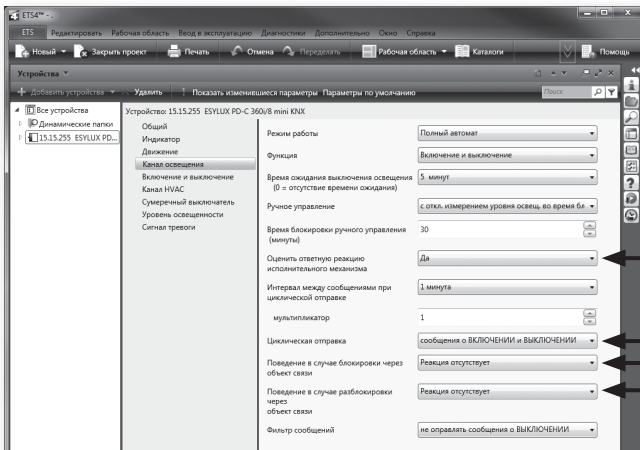 ETS4™ - .
ETS Редактировать Рабочая область Ввод в эксплуатацию Диагностики Дополнительно Окно Справка
Новый Закрыть проект Печать Отмена Переделать Рабочая область Каталоги Помощь
Устройства
Добавить устройства Удалить Показать изменившиеся параметры Параметры по умолчанию Поиск
Все устройства
Динамические папки
15.15.255 ESYLUX PD...
Устройство: 15.15.255 ESYLUX PD-C 360i/8 mini KNX
Общий
Индикатор
Движение
Канал освещения
Включение и выключение
Канал HVAC
Сумеречный выключатель
Уровень освещенности
Сигнал тревоги
Режим работы Полный автомат
Функция Включение и выключение
Время ожидания выключения освещения 5 минут
(0 = отсутствие времени ожидания)
Ручное управление с откл. измерением уровня освещ. во время бл
Время блокировки ручного управления 30
(минуты)
Оценить ответную реакцию Да
исполнительного механизма
Интервал между сообщениями при 1 минута
циклической отправке
мультипликатор 1
Циклическая отправка сообщения о ВКЛЮЧЕНИИ и ВЫКЛЮЧЕНИИ
Поведение в случае блокировки через Реакция отсутствует
объект связи
Поведение в случае разблокировки Реакция отсутствует
через
объект связи
Фильтр сообщений не оправлять сообщения о ВЫКЛЮЧЕНИИ